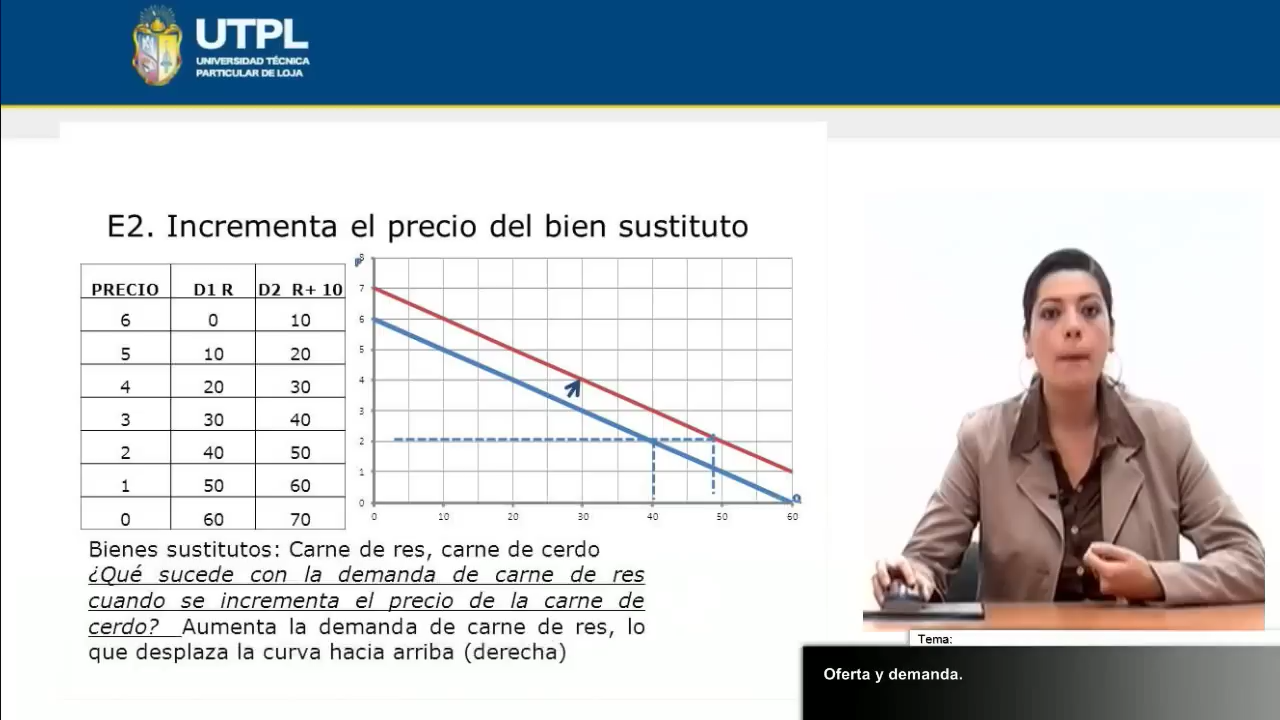 UTPL
UNIVERSIDAD TÉCNICA
PARTICULAR DE LOJA
E2. Incrementa el precio del bien sustituto
PRECIO D1 R D2 R+ 10
6 0 10
5 10 20
4 20 30
3 30 40
2 40 50
1 50 60
0 60 70
P
8
7
6
5
4
3
2
1
0
Q
0 10 20 30 40 50 60
Bienes sustitutos: Carne de res, carne de cerdo
¿Qué sucede con la demanda de carne de res
cuando se incrementa el precio de la carne de
cerdo? Aumenta la demanda de carne de res, lo
que desplaza la curva hacia arriba (derecha)
Tema:
Oferta y demanda.